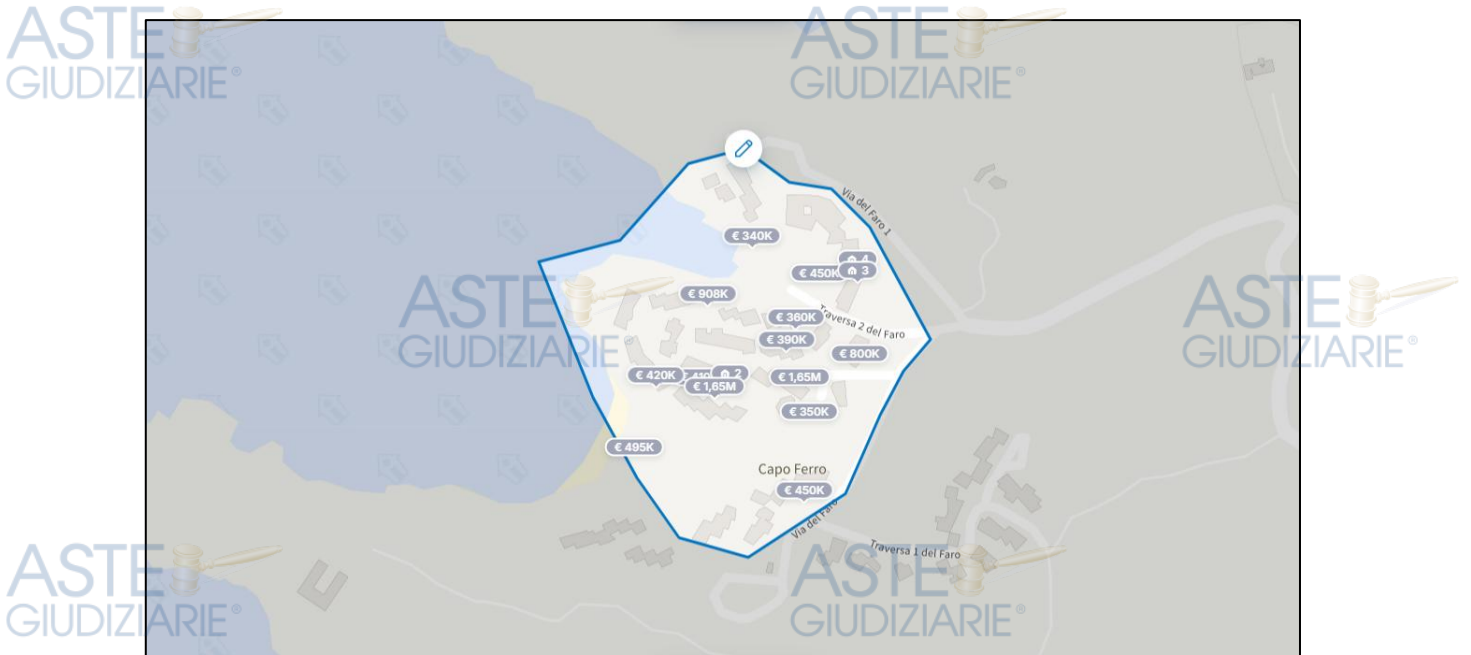 ASTE
GIUDIZIARIE®
ASTE
GIUDIZIARIE®
Via del Faro 1
€ 340K
4
€ 450K
3
ASTE
GIUDIZIARIE
€ 908K
ASTE
GIUDIZIARIE®
€ 360K
Traversa 2 del Faro
€ 390K
€ 800K
€ 420K
2
€ 1,65M
€ 1,65M
€ 350K
€ 495K
Capo Ferro
€ 450K
Via del Faro
Traversa 1 del Faro
ASTE
GIUDIZIARIE®
ASTE
GIUDIZIARIE®